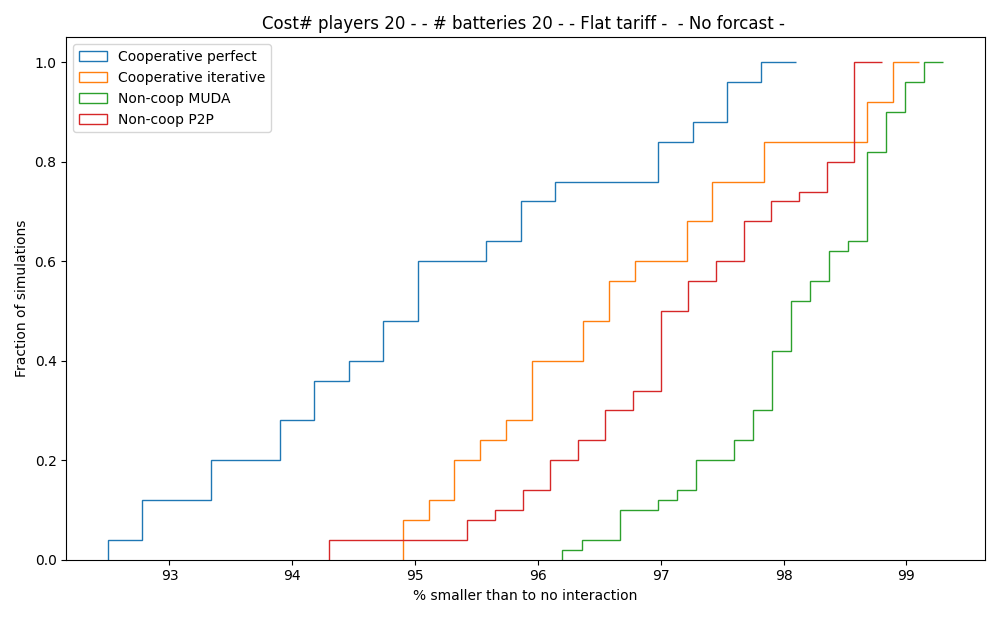 Cost# players 20 - - # batteries 20 - - Flat tariff -  - No forcast -
Cooperative perfect
Cooperative iterative
Non-coop MUDA
Non-coop P2P
Fraction of simulations
1.0
0.8
0.6
0.4
0.2
0.0
93 94 95 96 97 98 99
% smaller than to no interaction